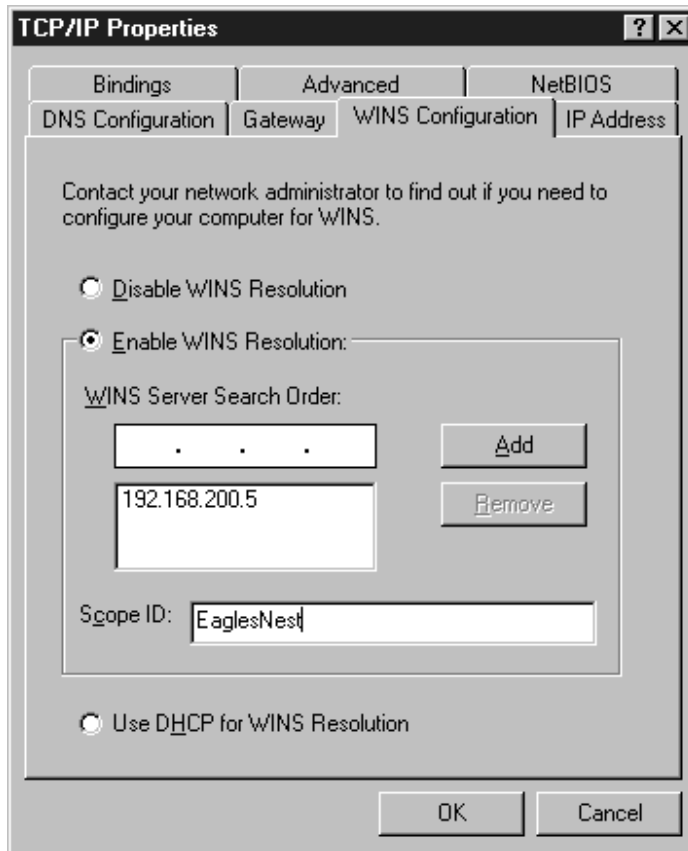 TCP/IP Properties
Bindings Advanced NetBIOS
DNS Configuration Gateway WINS Configuration IP Address
Contact your network administrator to find out if you need to
configure your computer for WINS.
Disable WINS Resolution
Enable WINS Resolution:
WINS Server Search Order:
. . .
Add
192.168.200.5
Remove
Scope ID: EaglesNest
Use DHCP for WINS Resolution
OK Cancel